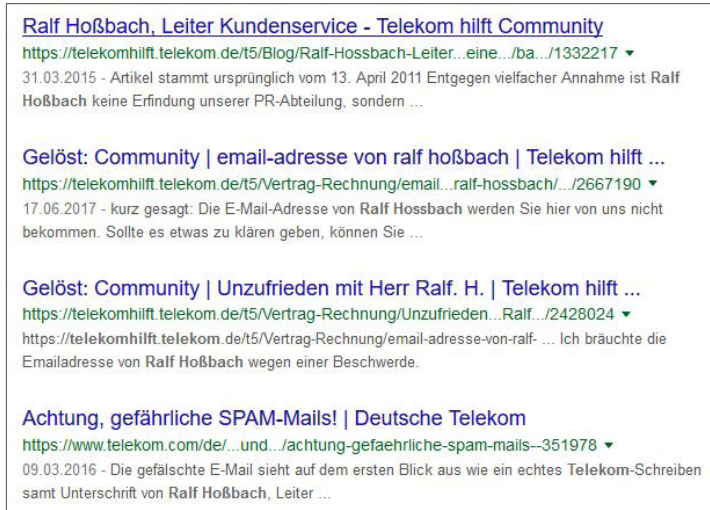 Ralf Hoßbach, Leiter Kundenservice - Telekom hilft Community
https://telekomhilft.telekom.de/t5/Blog/Ralf-Hossbach-Leiter...eine.../ba.../1332217
31.03.2015 - Artikel stammt ursprünglich vom 13. April 2011 Entgegen vielfacher Annahme ist Ralf
Hoßbach keine Erfindung unserer PR-Abteilung, sondern ...
Gelöst: Community | email-adresse von ralf hoßbach | Telekom hilft ...
https://telekomhilft.telekom.de/t5/Vertrag-Rechnung/email...ralf-hossbach/.../2667190
17.06.2017 - kurz gesagt: Die E-Mail-Adresse von Ralf Hossbach werden Sie hier von uns nicht
bekommen. Sollte es etwas zu klären geben, können Sie ...
Gelöst: Community | Unzufrieden mit Herr Ralf. H. | Telekom hilft ...
https://telekomhilft.telekom.de/t5/Vertrag-Rechnung/Unzufrieden...Ralf.../2428024
https://telekomhilft.telekom.de/t5/Vertrag-Rechnung/email-adresse-von-ralf- ... Ich bräuchte die
Emailadresse von Ralf Hoßbach wegen einer Beschwerde.
Achtung, gefährliche SPAM-Mails! | Deutsche Telekom
https://www.telekom.com/de/...und.../achtung-gefaehrliche-spam-mails--351978
09.03.2016 - Die gefälschte E-Mail sieht auf dem ersten Blick aus wie ein echtes Telekom-Schreiben
samt Unterschrift von Ralf Hoßbach, Leiter ...